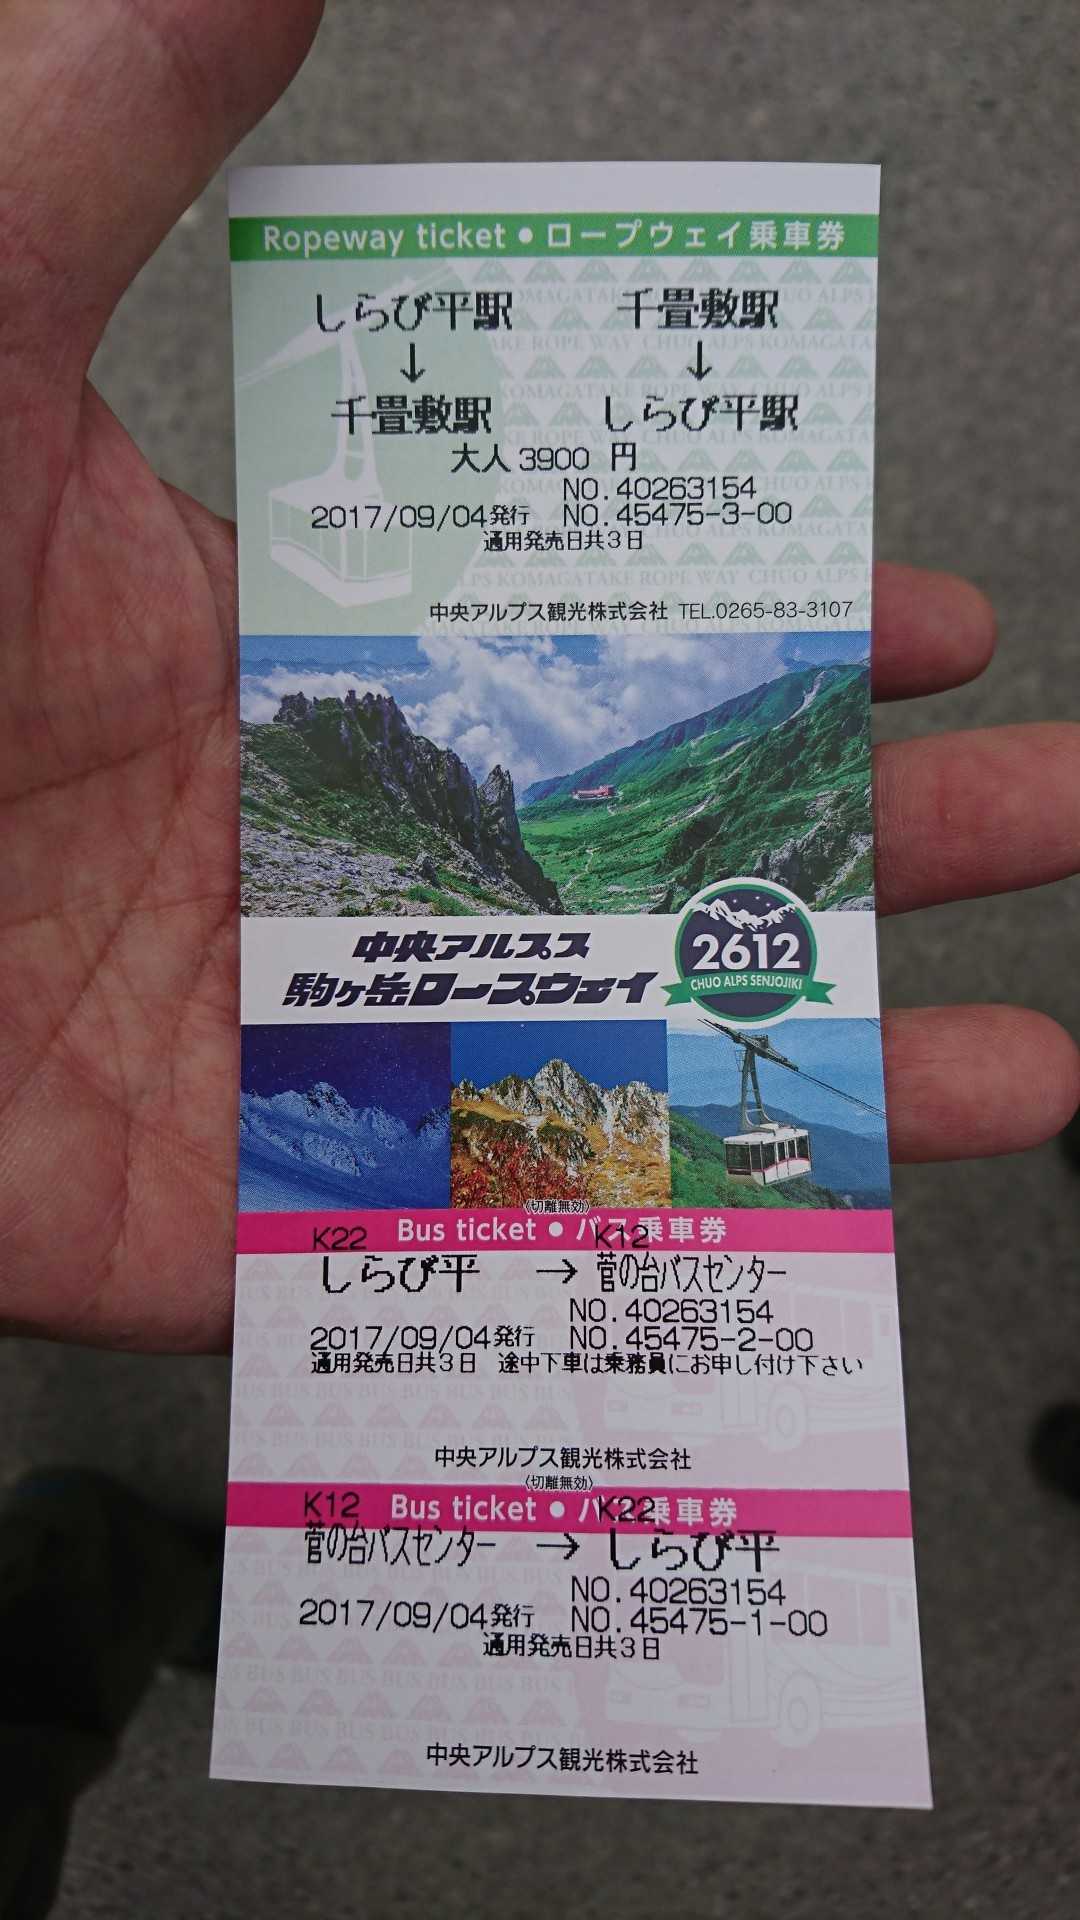 Ropeway ticket ● ロープウェイ乗車券
しらび平駅 千畳敷駅
↓ ↓
千畳敷駅 しらび平駅
大人 3900 円
NO.40263154
2017/09/04発行 NO.45475-3-00
通用発売日共3日
中央アルプス観光株式会社 TEL.0265-83-3107
中央アルプス
駒ヶ岳ロープウェイ
2612
CHUO ALPS SENJOJIKI
〈切離無効〉
K22 Bus ticket ● バス乗車券 K12
しらび平 → 菅の台バスセンター
NO.40263154
2017/09/04発行 NO.45475-2-00
通用発売日共3日 途中下車は乗務員にお申し付け下さい
中央アルプス観光株式会社
〈切離無効〉
K12 Bus ticket ● バス乗車券 K22
菅の台バスセンター → しらび平
NO.40263154
2017/09/04発行 NO.45475-1-00
通用発売日共3日
中央アルプス観光株式会社